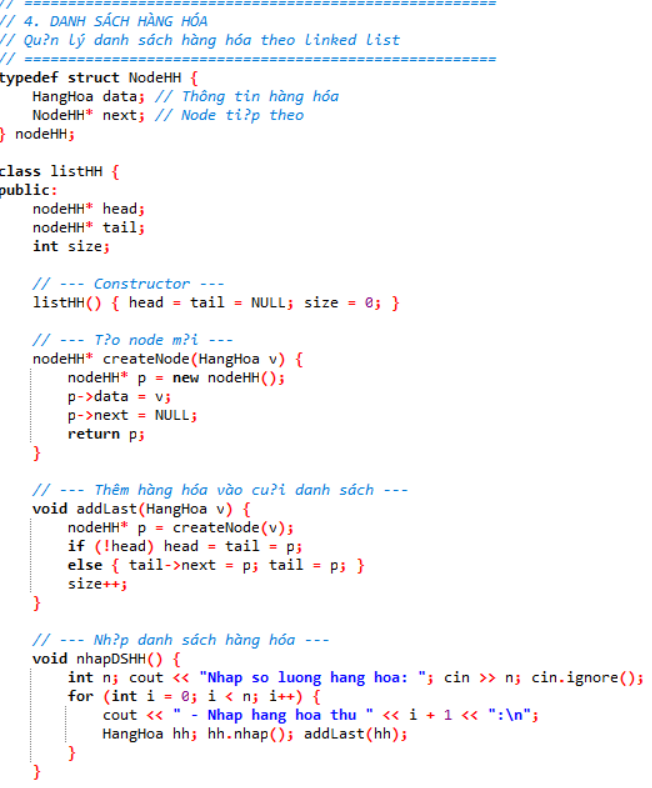 // ======================================================
// 4. DANH SÁCH HÀNG HÓA
// Qu?n lý danh sách hàng hóa theo linked list
// ======================================================
typedef struct NodeHH {
    HangHoa data; // Thông tin hàng hóa
    NodeHH* next; // Node ti?p theo
} nodeHH;

class listHH {
public:
    nodeHH* head;
    nodeHH* tail;
    int size;

    // --- Constructor ---
    listHH() { head = tail = NULL; size = 0; }

    // --- T?o node m?i ---
    nodeHH* createNode(HangHoa v) {
        nodeHH* p = new nodeHH();
        p->data = v;
        p->next = NULL;
        return p;
    }

    // --- Thêm hàng hóa vào cu?i danh sách ---
    void addLast(HangHoa v) {
        nodeHH* p = createNode(v);
        if (!head) head = tail = p;
        else { tail->next = p; tail = p; }
        size++;
    }

    // --- Nh?p danh sách hàng hóa ---
    void nhapDSHH() {
        int n; cout << "Nhap so luong hang hoa: "; cin >> n; cin.ignore();
        for (int i = 0; i < n; i++) {
            cout << " - Nhap hang hoa thu " << i + 1 << ":\n";
            HangHoa hh; hh.nhap(); addLast(hh);
        }
    }